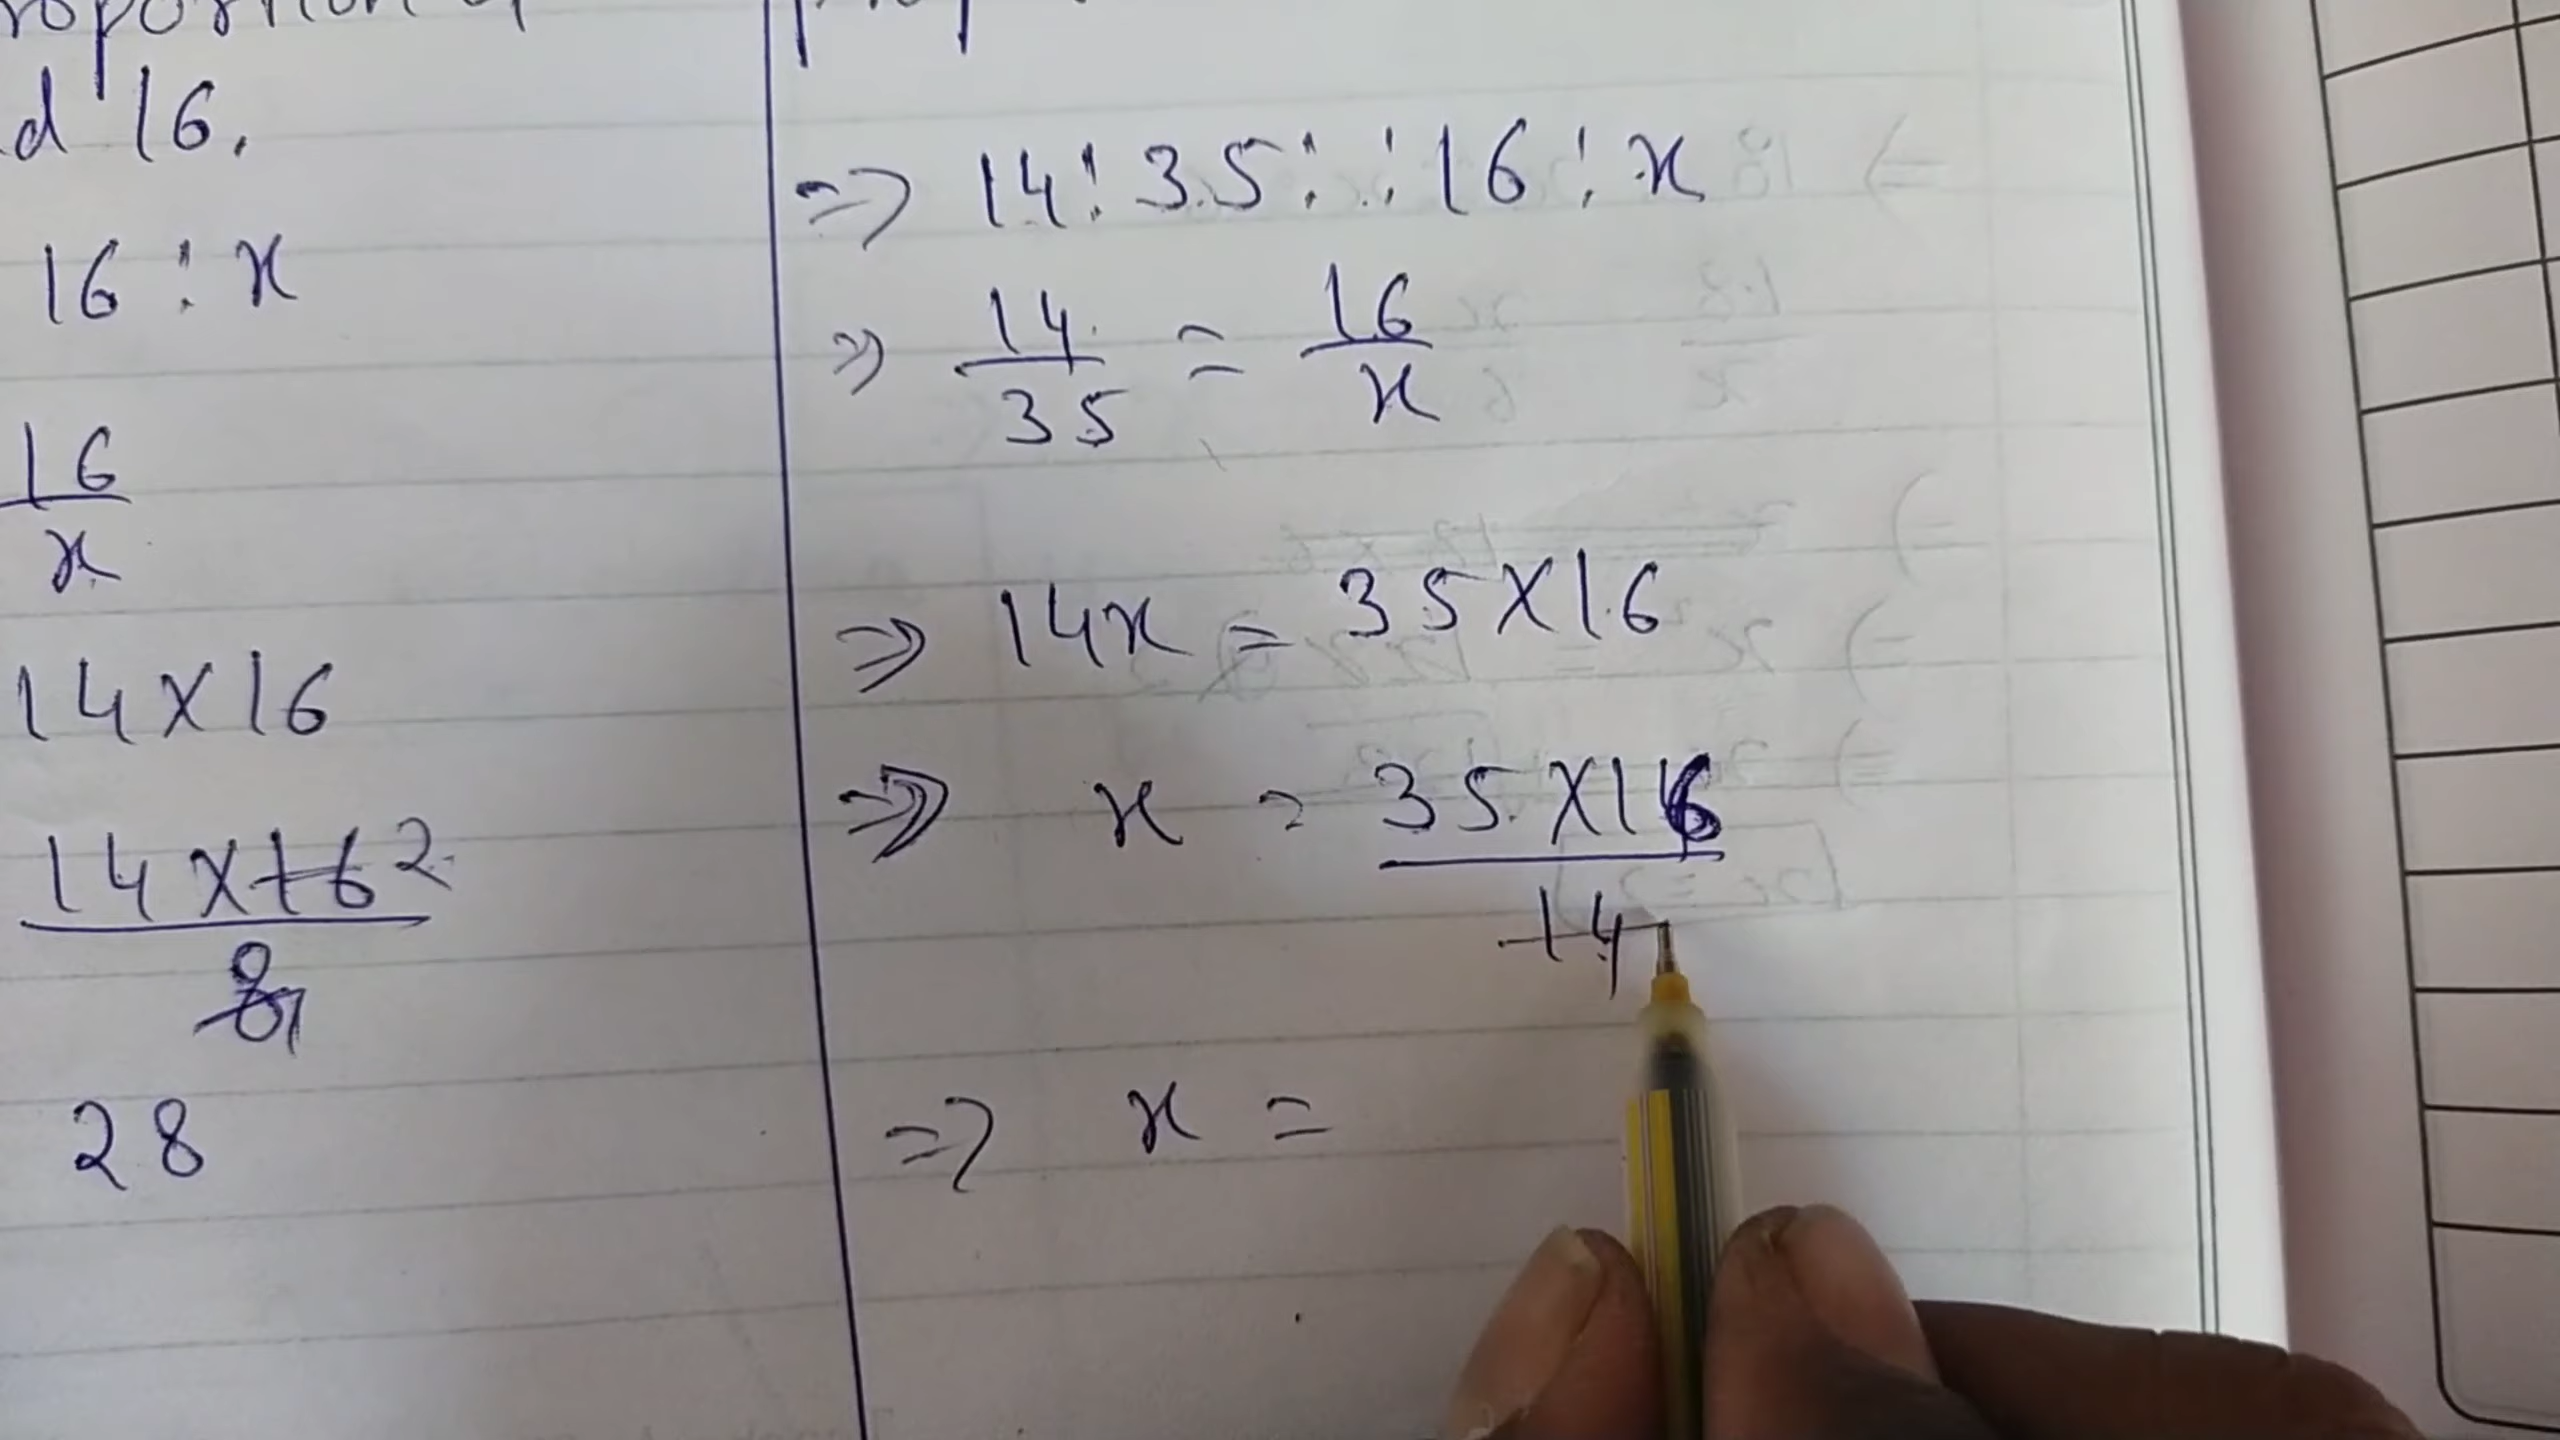 d 16.
16 : x
16
x
14 X 16
14 X 16 2
8
28
=> 14 : 35 : : 16 : x
=> 14 = 16
35 x
=> 14x = 35 X 16
=> x = 35 X 16
14
=> x =